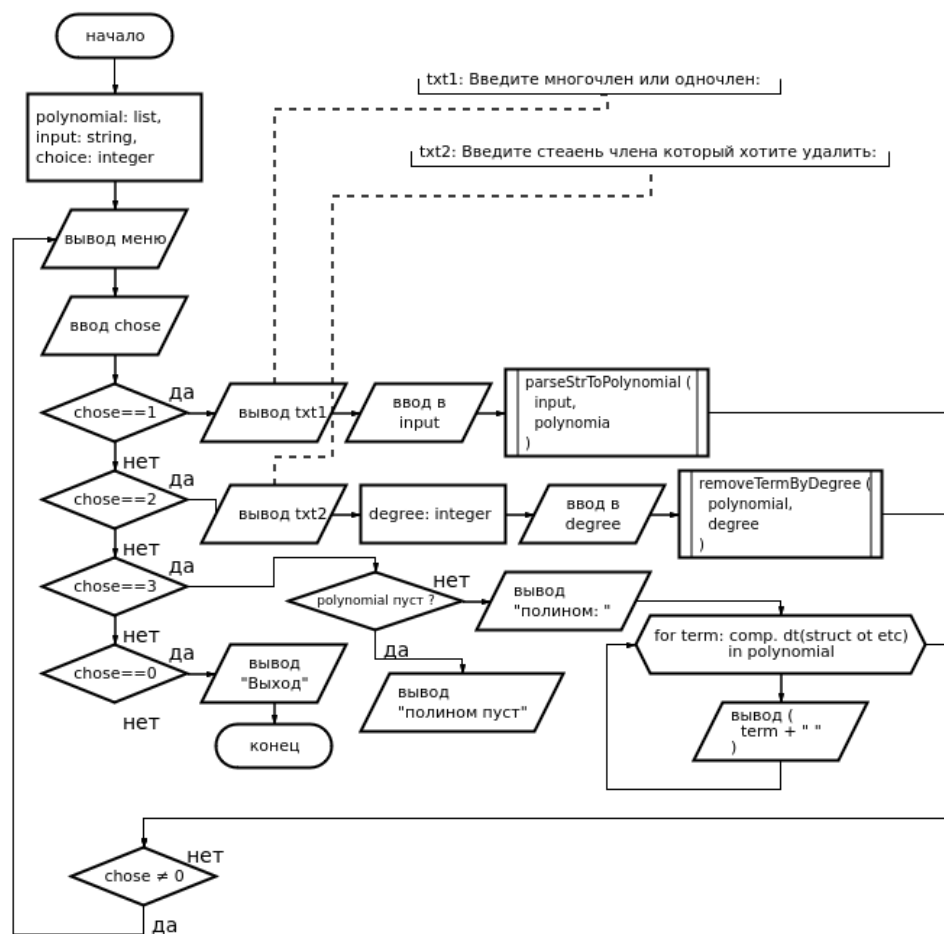 начало
txt1: Введите многочлен или одночлен:
polynomial: list,
input: string,
choice: integer
txt2: Введите стеаень члена который хотите удалить:
вывод меню
ввод chose
chose==1
да
вывод txt1
ввод в
input
parseStrToPolynomial (
input,
polynomia
)
нет
chose==2
да
вывод txt2
degree: integer
ввод в
degree
removeTermByDegree (
polynomial,
degree
)
нет
chose==3
да
polynomial пуст ?
нет
вывод
"полином: "
for term: comp. dt(struct ot etc)
in polynomial
вывод (
term + " "
)
да
вывод
"полином пуст"
нет
chose==0
да
вывод
"Выход"
конец
нет
chose ≠ 0
нет
да